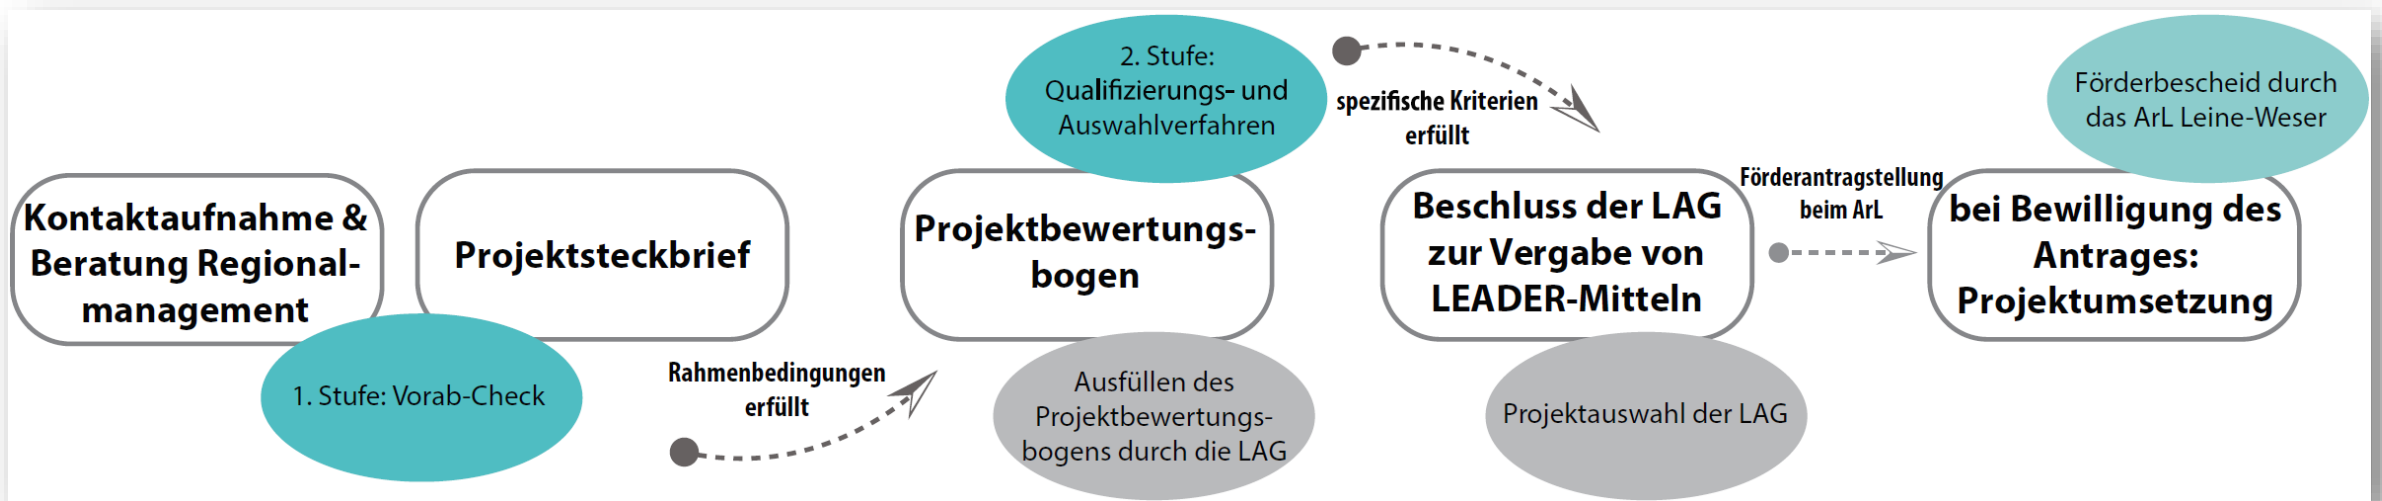 Kontaktaufnahme &
Beratung Regional-
management
1. Stufe: Vorab-Check
Projektsteckbrief
Rahmenbedingungen
erfüllt
2. Stufe:
Qualifizierungs- und
Auswahlverfahren
Projektbewertungs-
bogen
Ausfüllen des
Projektbewertungs-
bogens durch die LAG
spezifische Kriterien
erfüllt
Beschluss der LAG
zur Vergabe von
LEADER-Mitteln
Projektauswahl der LAG
Förderantragstellung
beim ArL
Förderbescheid durch
das ArL Leine-Weser
bei Bewilligung des
Antrages:
Projektumsetzung